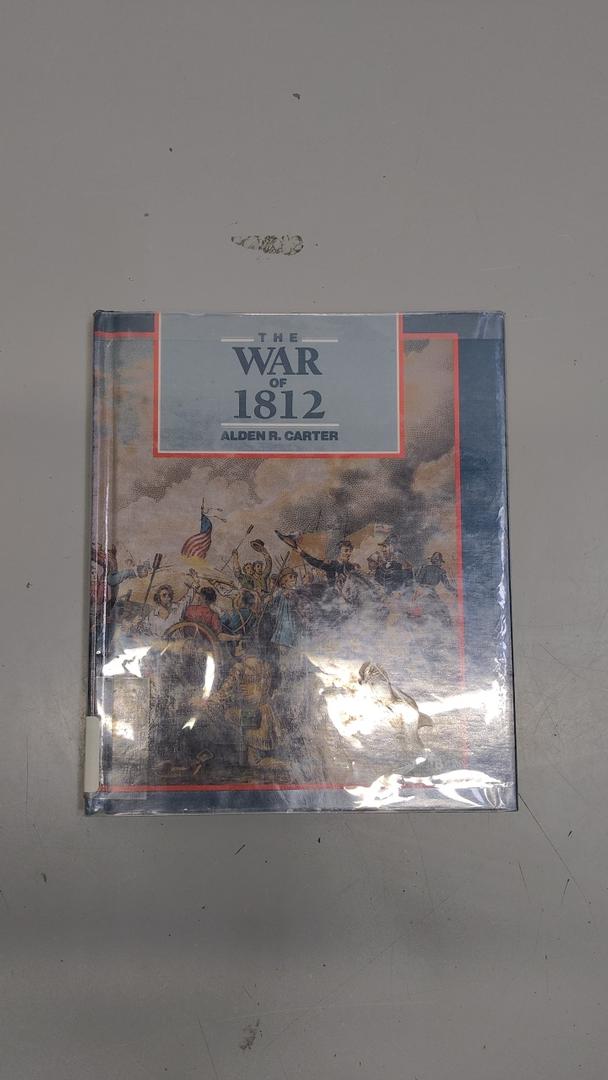 THE
WAR
OF
1812
ALDEN R. CARTER